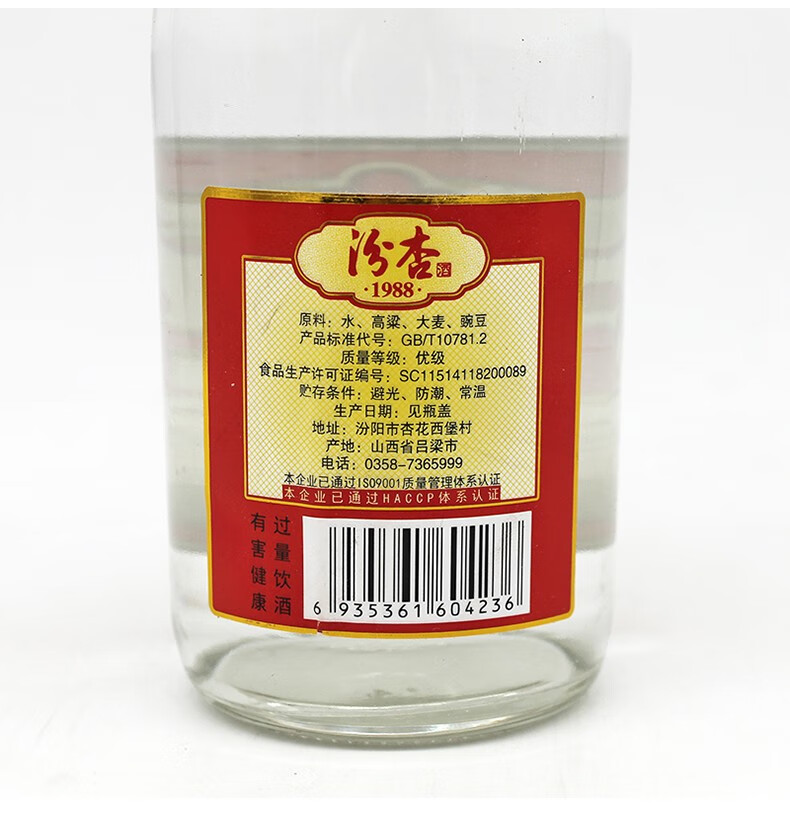 汾杏酒
·1988·
原料：水、高粱、大麦、豌豆
产品标准代号：GB/T10781.2
质量等级：优级
食品生产许可证编号：SC11514118200089
贮存条件：避光、防潮、常温
生产日期：见瓶盖
地址：汾阳市杏花西堡村
产地：山西省吕梁市
电话：0358-7365999
本企业已通过ISO9001质量管理体系认证
本企业已通过HACCP体系认证
过量饮酒
有害健康
6 935361 604236